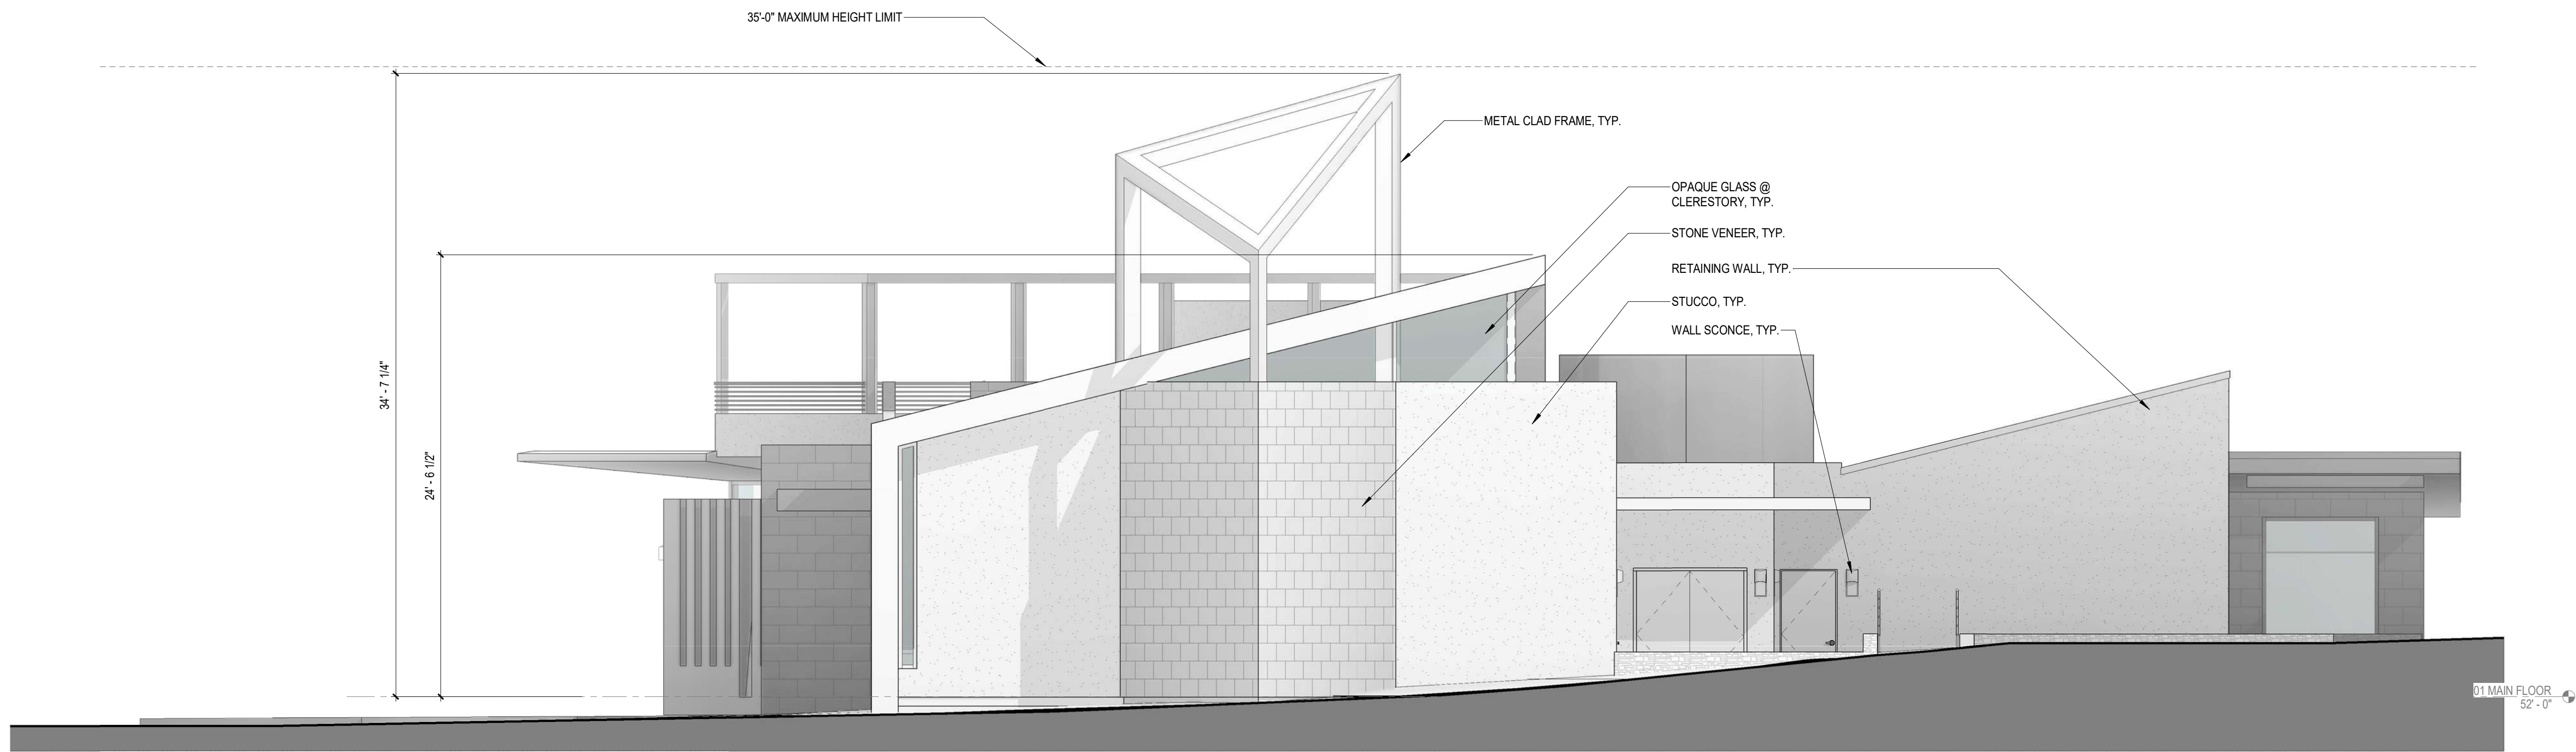 35'-0" MAXIMUM HEIGHT LIMIT
METAL CLAD FRAME, TYP.
OPAQUE GLASS @
CLERESTORY, TYP.
STONE VENEER, TYP.
RETAINING WALL, TYP.
STUCCO, TYP.
WALL SCONCE, TYP.
34' - 7 1/4"
24' - 6 1/2"
01 MAIN FLOOR
52' - 0"